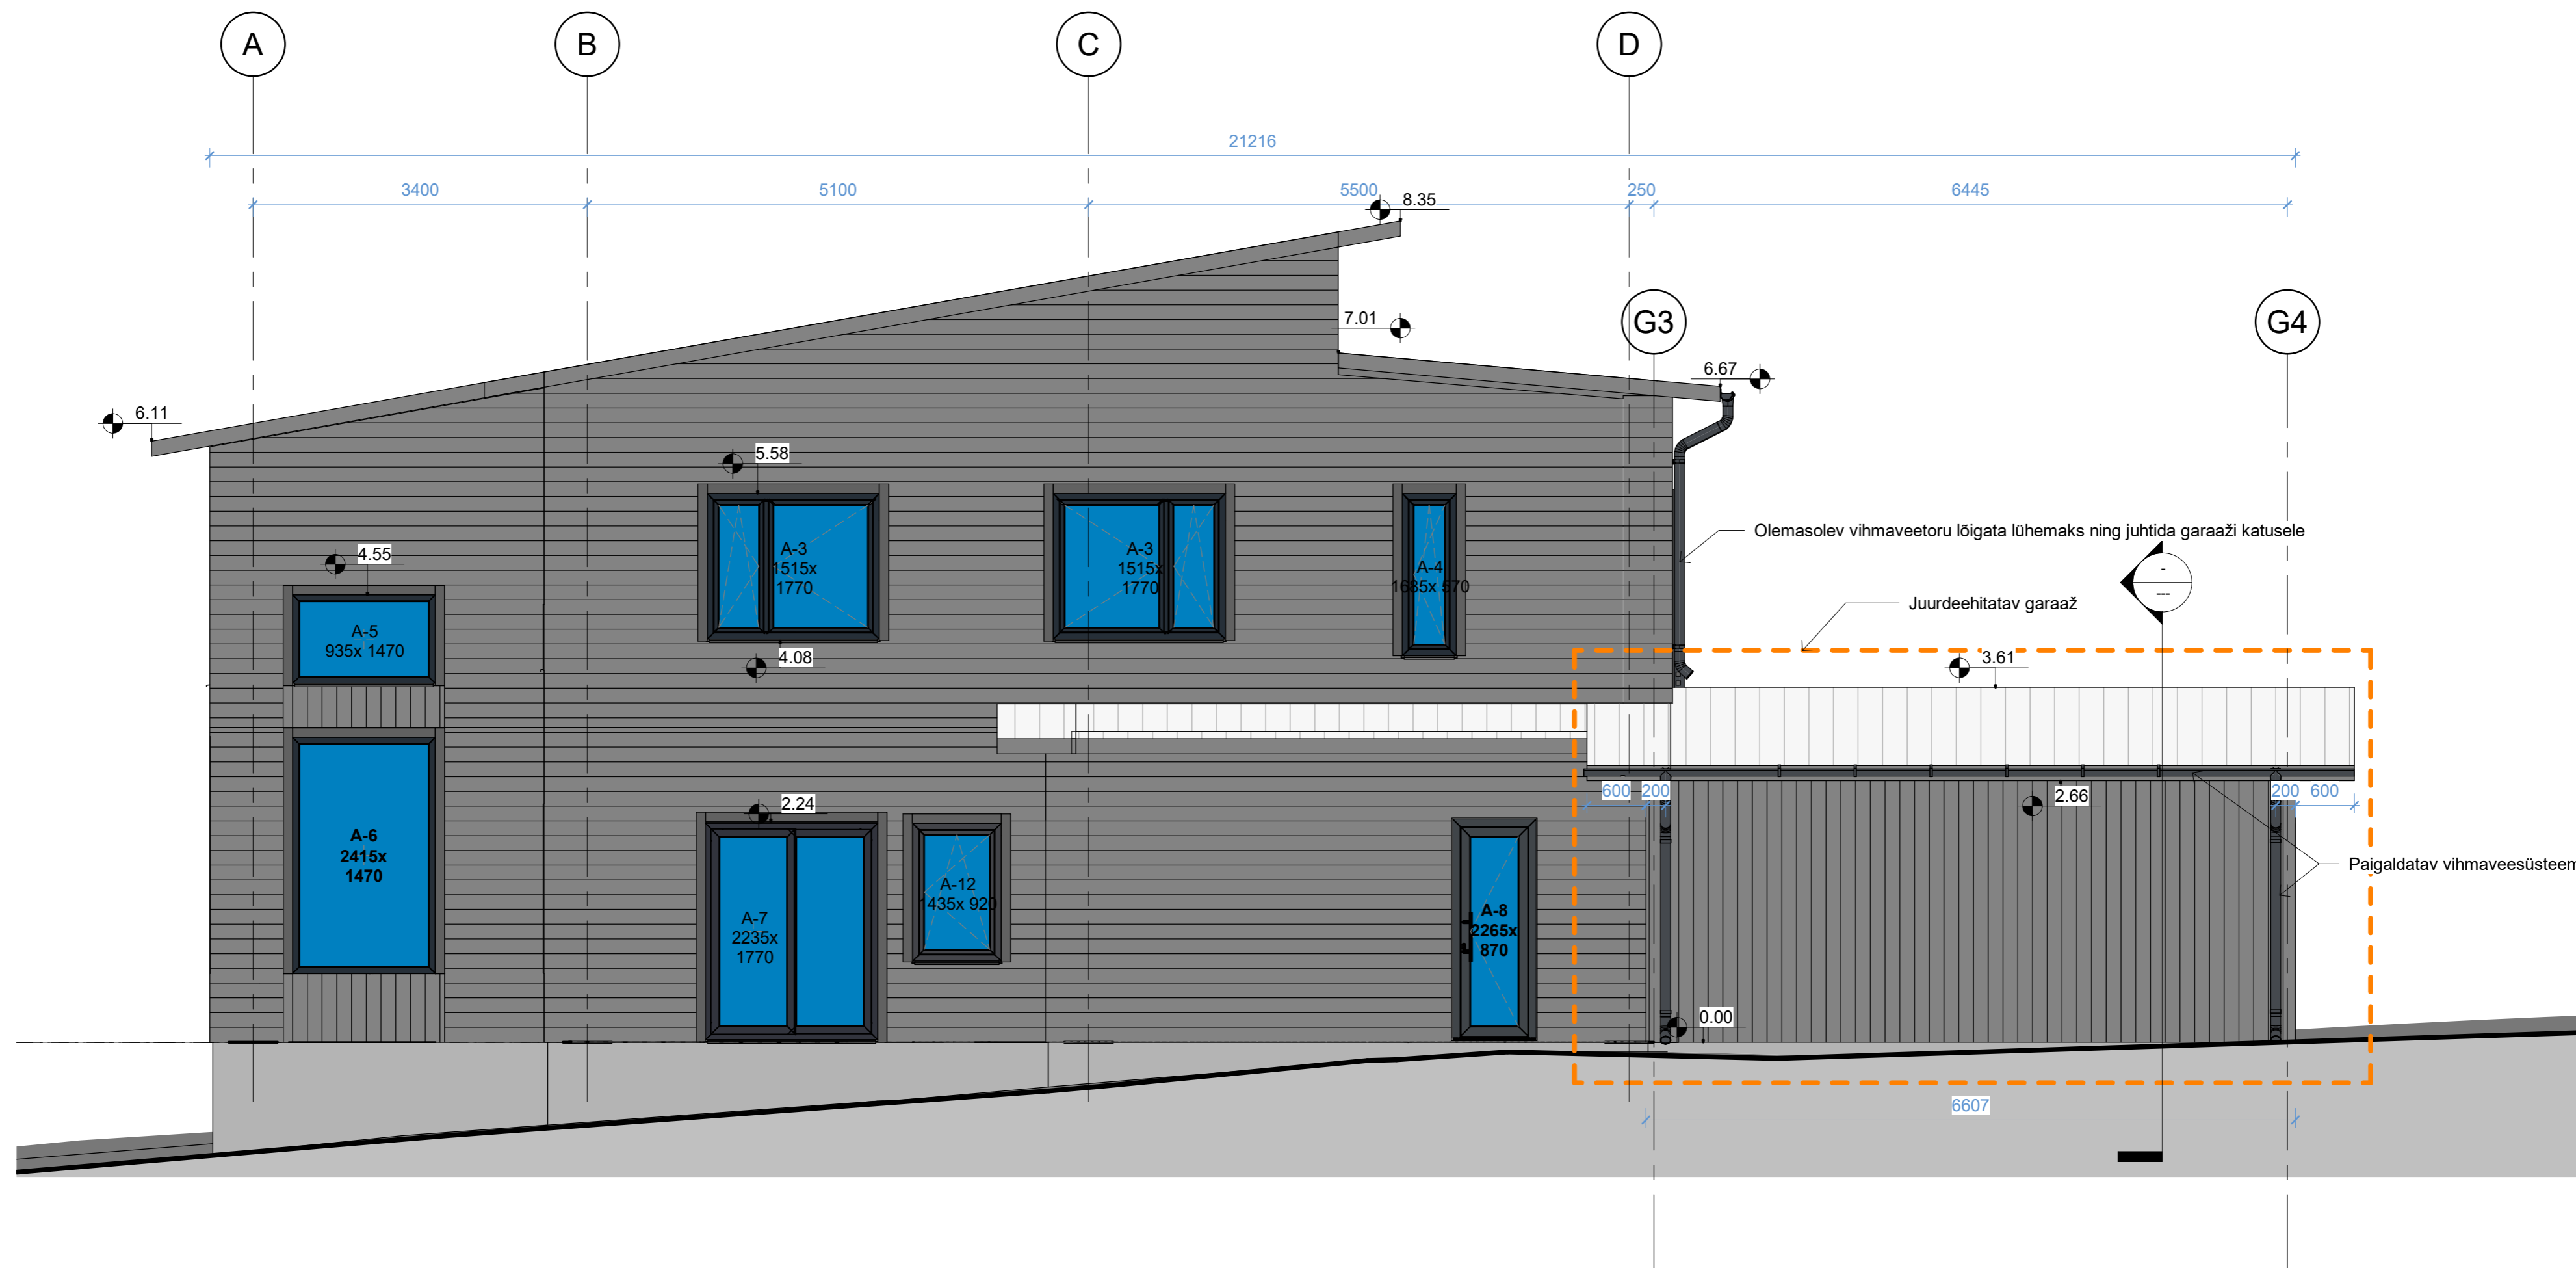 A
B
C
D
21216
3400
5100
5500
250
6445
8.35
7.01
G3
G4
6.67
6.11
5.58
Olemasolev vihmaveetoru lõigata lühemaks ning juhtida garaaži katusele
4.55
A-3
1515x
1770
A-3
1515x
1770
A-4
1685x 570
-
---
Juurdeehitatav garaaž
A-5
935x 1470
4.08
3.61
600
200
2.66
200
600
2.24
A-6
2415x
1470
Paigaldatav vihmaveesüsteem
A-12
1435x 920
A-7
2235x
1770
A-8
2265x
870
0.00
6607